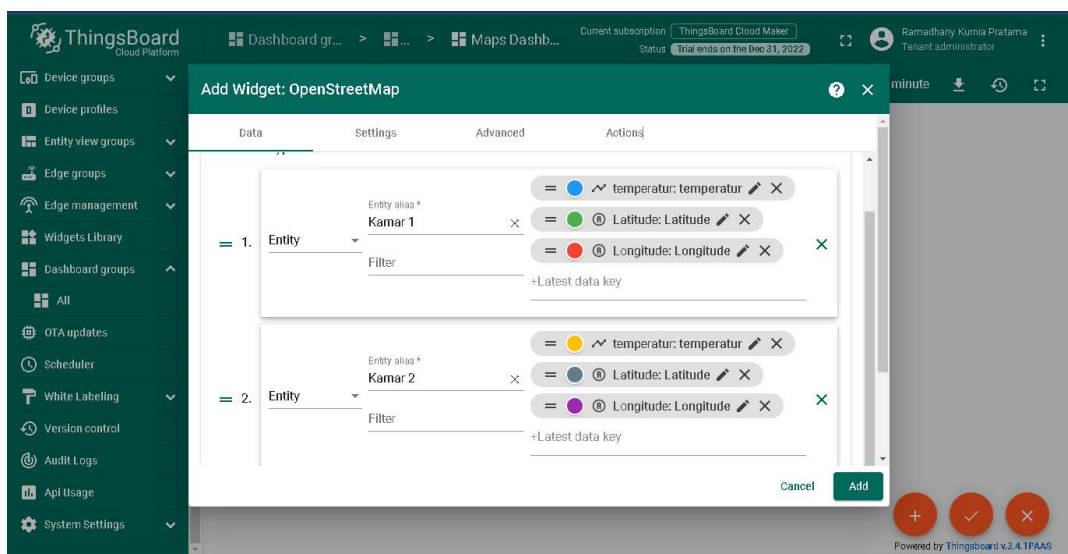 ThingsBoard
Cloud Platform
Dashboard gr... > ... > Maps Dashb...
Current subscription ThingsBoard Cloud Maker
Status Trial ends on the Dec 31, 2022
Ramadhany Kurnia Pratama
Tenant administrator
Device groups
Device profiles
Entity view groups
Edge groups
Edge management
Widgets Library
Dashboard groups
All
OTA updates
Scheduler
White Labeling
Version control
Audit Logs
Api Usage
System Settings
minute
Add Widget: OpenStreetMap
Data Settings Advanced Actions
1.
Entity
Entity alias *
Kamar 1
Filter
temperatur: temperatur
Latitude: Latitude
Longitude: Longitude
+Latest data key
2.
Entity
Entity alias *
Kamar 2
Filter
temperatur: temperatur
Latitude: Latitude
Longitude: Longitude
+Latest data key
Cancel Add
Powered by Thingsboard v.3.4.1PAAS